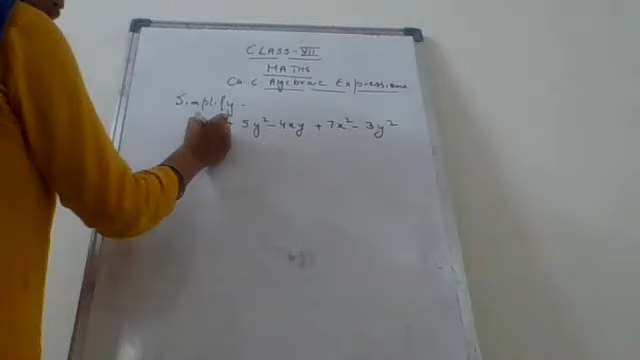 CLASS-VII
MATHS
Ch 6 Algebraic Expressions
Simplify -
+ 5y² - 4xy + 7x² - 3y²